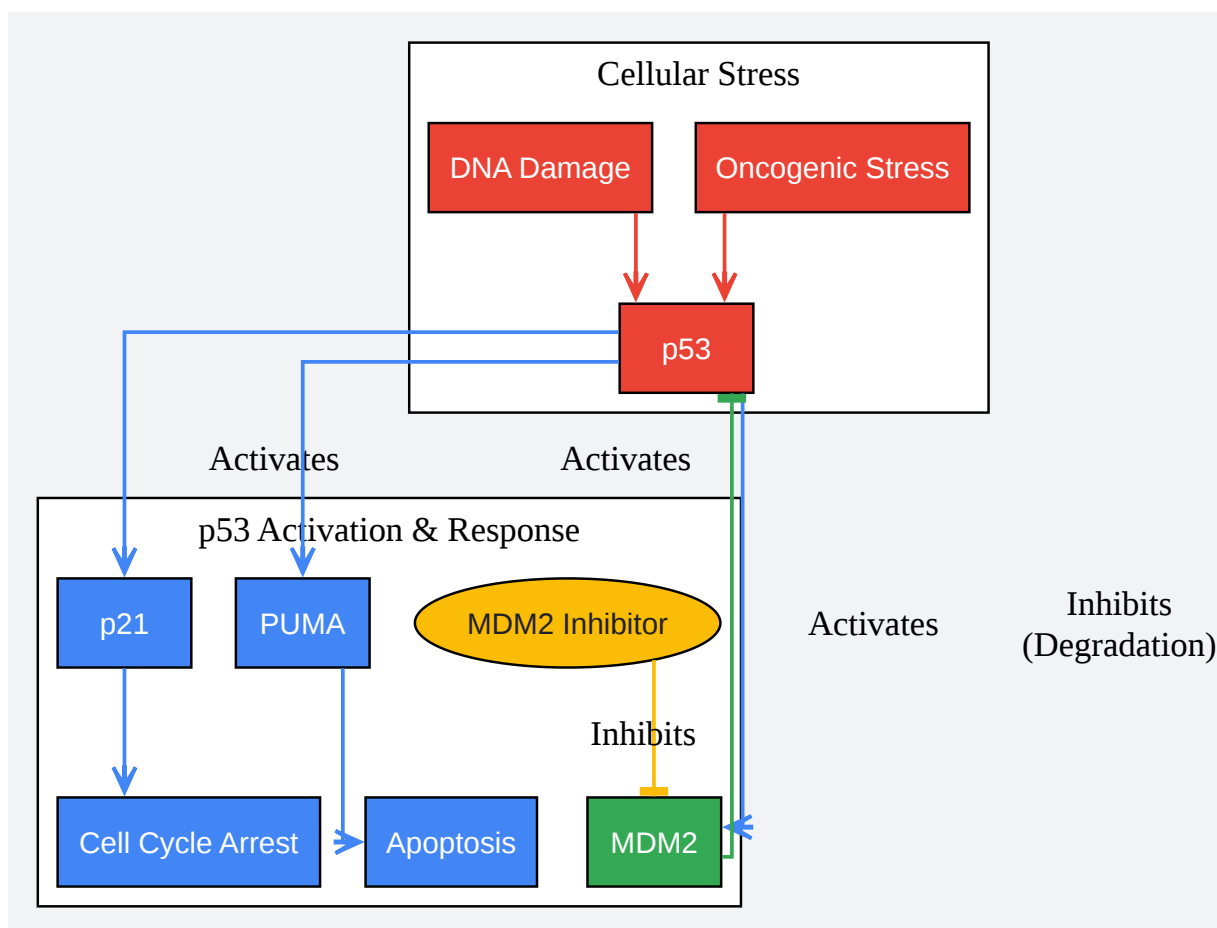 Cellular Stress
DNA Damage
Oncogenic Stress
p53
Activates
Activates
p53 Activation & Response
p21
PUMA
MDM2 Inhibitor
Activates
Inhibits
(Degradation)
Inhibits
Cell Cycle Arrest
Apoptosis
MDM2